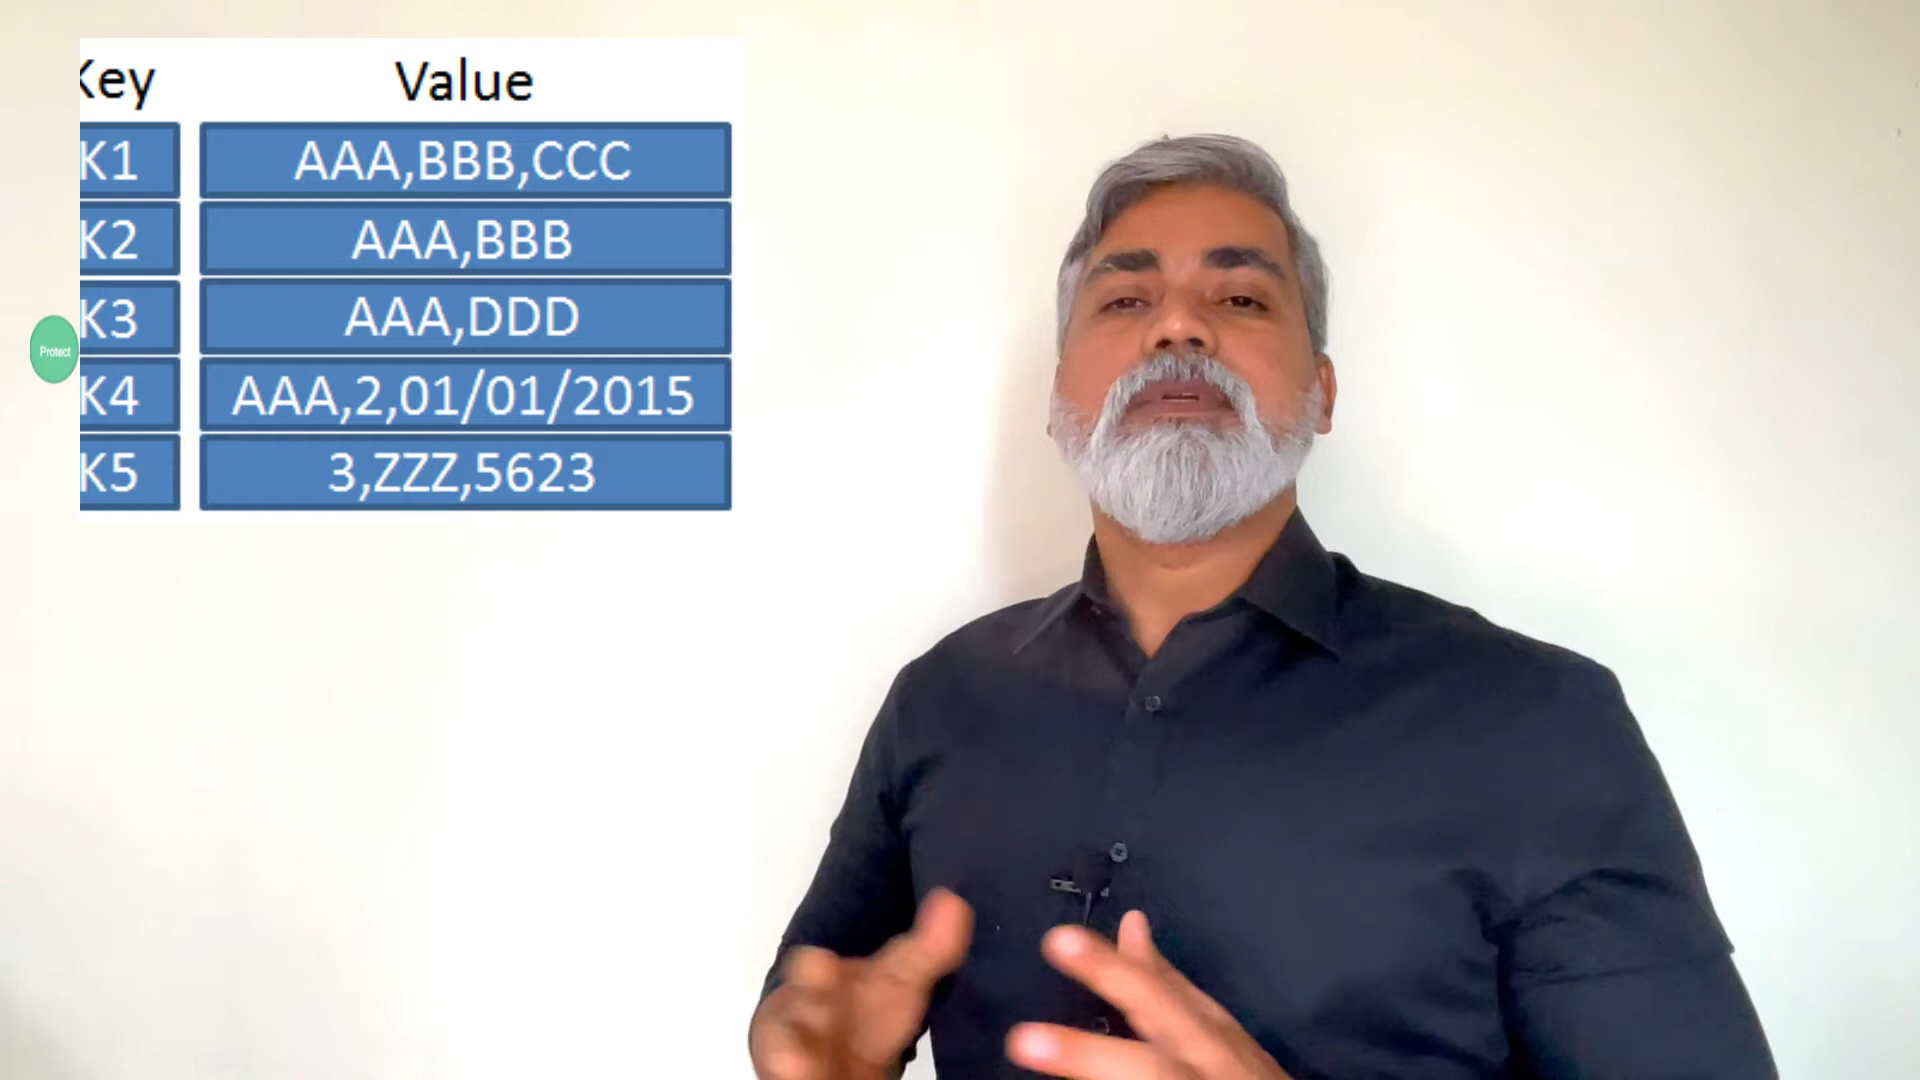 Key Value
K1 AAA,BBB,CCC
K2 AAA,BBB
K3 AAA,DDD
Protect
K4 AAA,2,01/01/2015
K5 3,ZZZ,5623